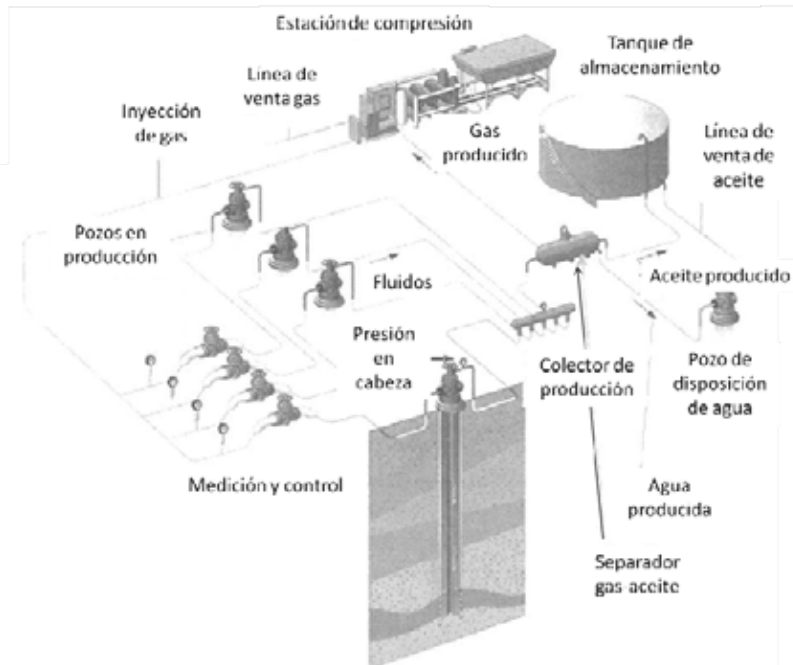 Estación de compresión
Tanque de
almacenamiento
Línea de
venta gas
Inyección
de gas
Gas
producido
Línea de
venta de
aceite
Pozos en
producción
Fluidos
Aceite producido
Presión
en
cabeza
Colector de
producción
Pozo de
disposición
de agua
Medición y control
Agua
producida
Separador
gas-aceite